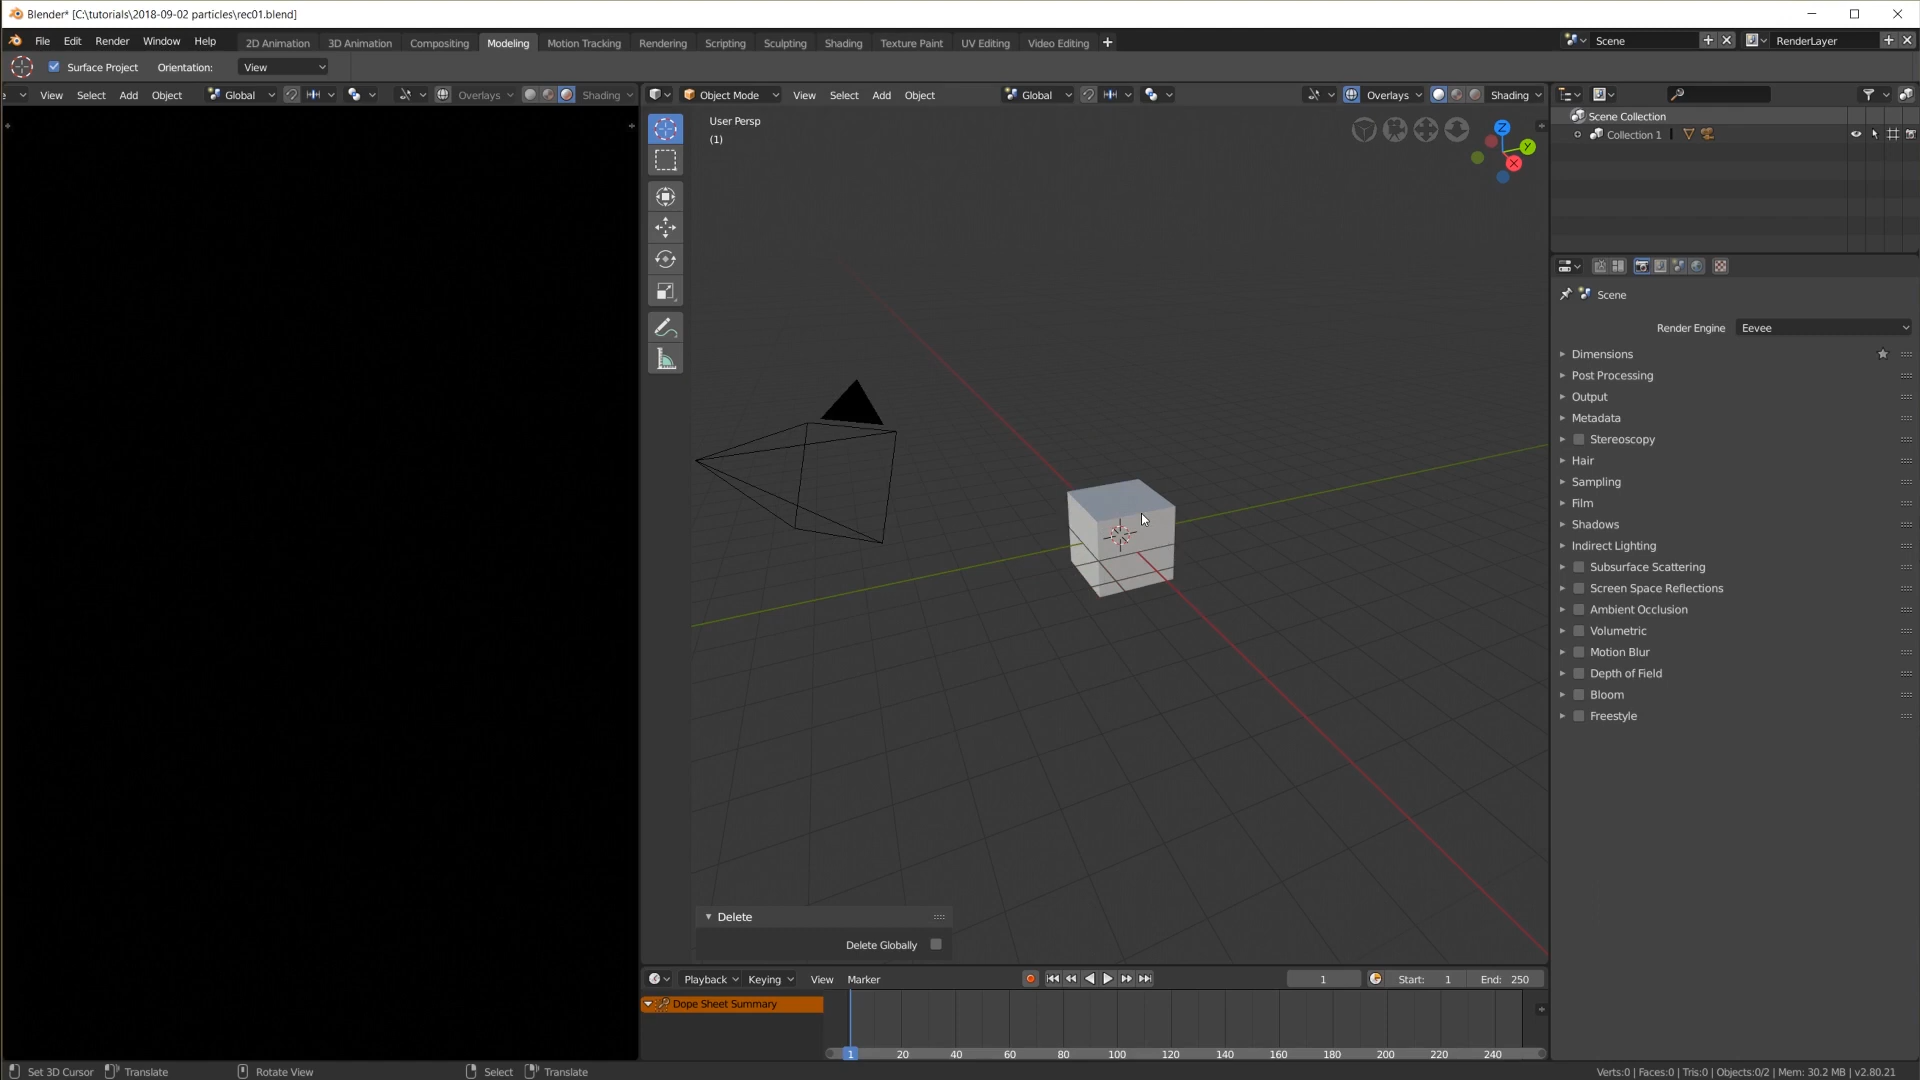 Blender* [C:\tutorials\2018-09-02 particles\rec01.blend]
File Edit Render Window Help 2D Animation 3D Animation Compositing Modeling Motion Tracking Rendering Scripting Sculpting Shading Texture Paint UV Editing Video Editing + Scene RenderLayer
Surface Project Orientation: View
View Select Add Object Global Overlays Shading
Object Mode View Select Add Object Global Overlays Shading
User Persp
(1)
Z
Y
X
Scene Collection
Collection 1
Scene
Render Engine Eevee
Dimensions
Post Processing
Output
Metadata
Stereoscopy
Hair
Sampling
Film
Shadows
Indirect Lighting
Subsurface Scattering
Screen Space Reflections
Ambient Occlusion
Volumetric
Motion Blur
Depth of Field
Bloom
Freestyle
Delete
Delete Globally
Playback Keying View Marker 1 Start: 1 End: 250
Dope Sheet Summary
1 20 40 60 80 100 120 140 160 180 200 220 240
Set 3D Cursor Translate Rotate View Select Translate Verts:0 | Faces:0 | Tris:0 | Objects:0/2 | Mem: 30.2 MB | v2.80.21